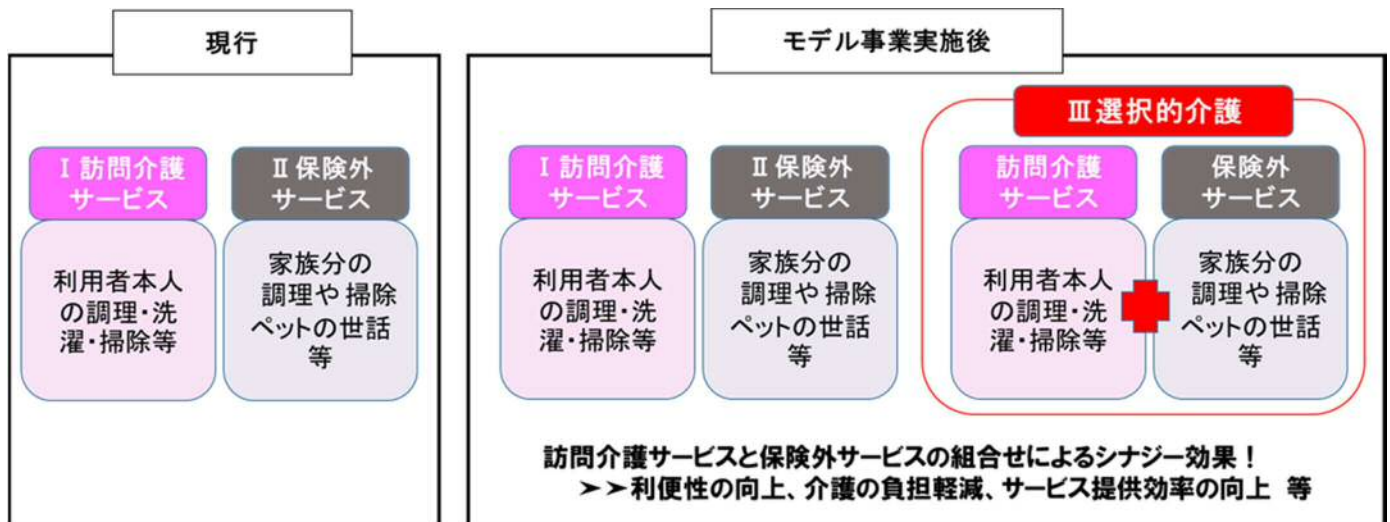 現行
Ⅰ訪問介護
サービス
Ⅱ保険外
サービス
利用者本人
の調理・洗
濯・掃除等
家族分の
調理や掃除
ペットの世話
等
モデル事業実施後
Ⅰ訪問介護
サービス
Ⅱ保険外
サービス
利用者本人
の調理・洗
濯・掃除等
家族分の
調理や掃除
ペットの世話
等
Ⅲ選択的介護
訪問介護
サービス
保険外
サービス
利用者本人
の調理・洗
濯・掃除等
家族分の
調理や掃除
ペットの世話
等
訪問介護サービスと保険外サービスの組合せによるシナジー効果！
＞＞利便性の向上、介護の負担軽減、サービス提供効率の向上 等